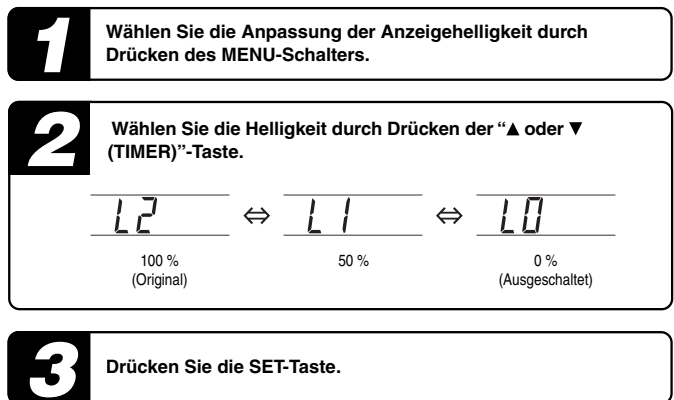 1
Wählen Sie die Anpassung der Anzeigehelligkeit durch
Drücken des MENU-Schalters.
2
Wählen Sie die Helligkeit durch Drücken der “▲ oder ▼
(TIMER)”-Taste.
L2 ⇔ L1 ⇔ L0
100 % 50 % 0 %
(Original) (Ausgeschaltet)
3
Drücken Sie die SET-Taste.